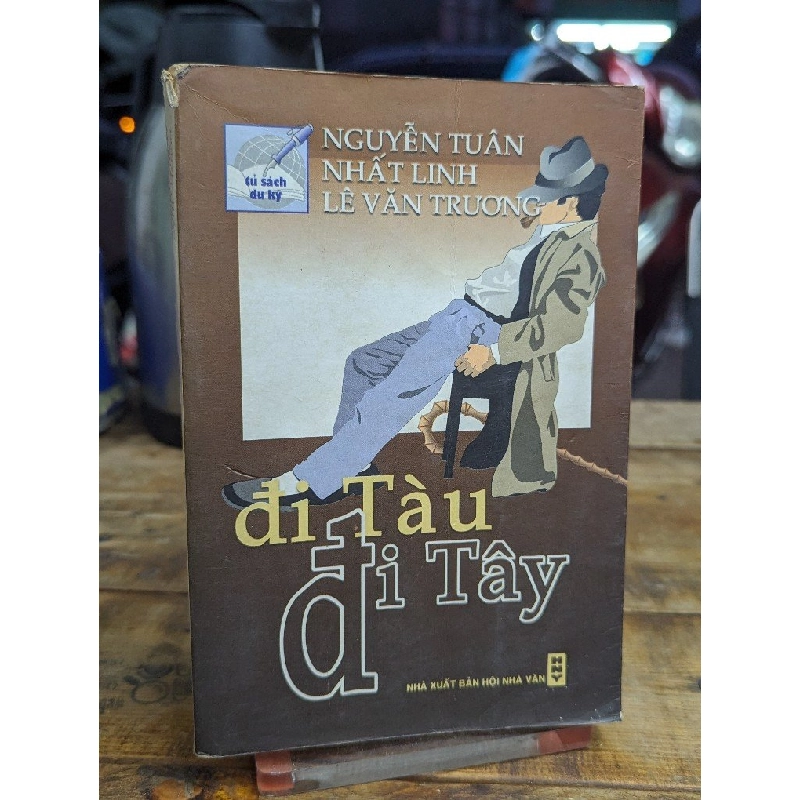 NGUYỄN TUÂN
NHẤT LINH
LÊ VĂN TRƯƠNG
tủ sách
du ký
đi Tàu
đi Tây
NHÀ XUẤT BẢN HỘI NHÀ VĂN
HNV